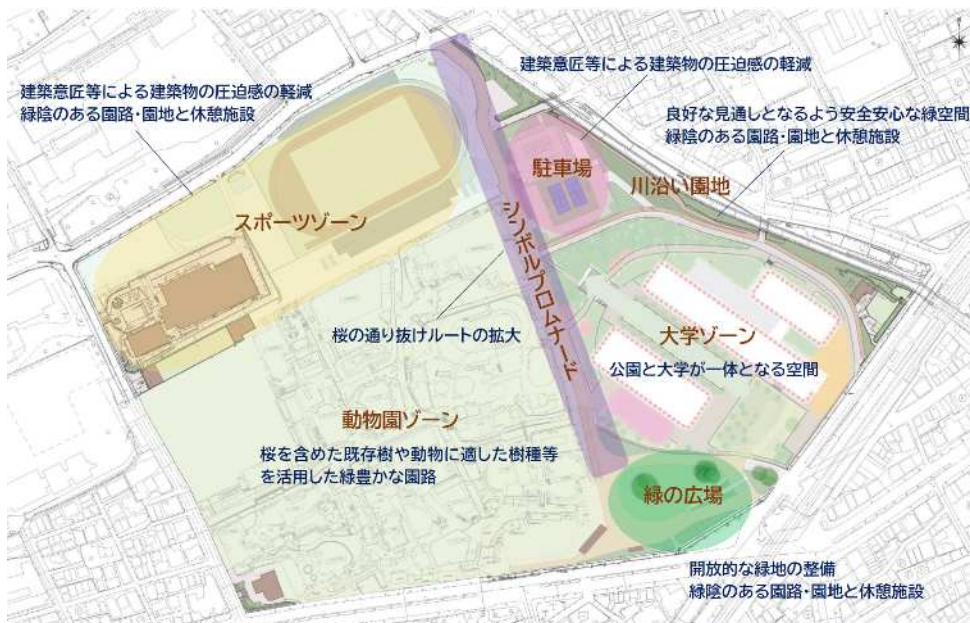 建築意匠等による建築物の圧迫感の軽減
建築意匠等による建築物の圧迫感の軽減
緑陰のある園路・園地と休憩施設
良好な見通しとなるよう安全安心な緑空間
緑陰のある園路・園地と休憩施設
駐車場
川沿い園地
スポーツゾーン
シンボルプロムナード
桜の通り抜けルートの拡大
大学ゾーン
公園と大学が一体となる空間
動物園ゾーン
桜を含めた既存樹や動物に適した樹種等
を活用した緑豊かな園路
緑の広場
開放的な緑地の整備
緑陰のある園路・園地と休憩施設